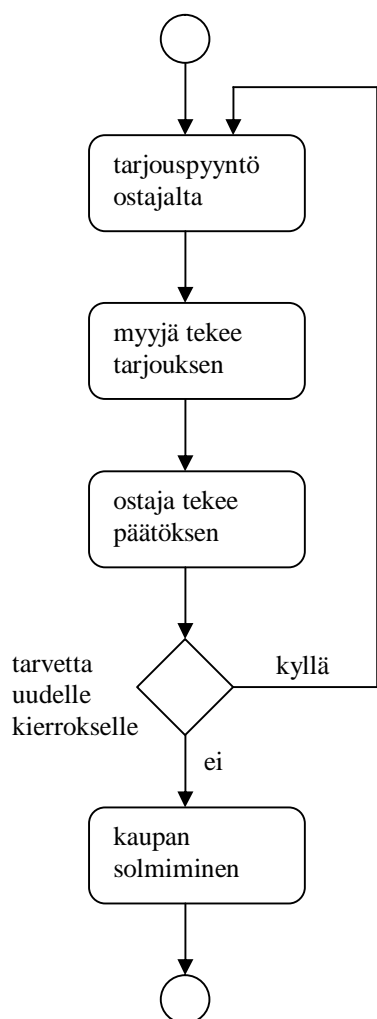 tarjouspyyntö
ostajalta
myyjä tekee
tarjouksen
ostaja tekee
päätöksen
tarvetta
uudelle
kierrokselle
kyllä
ei
kaupan
solmiminen